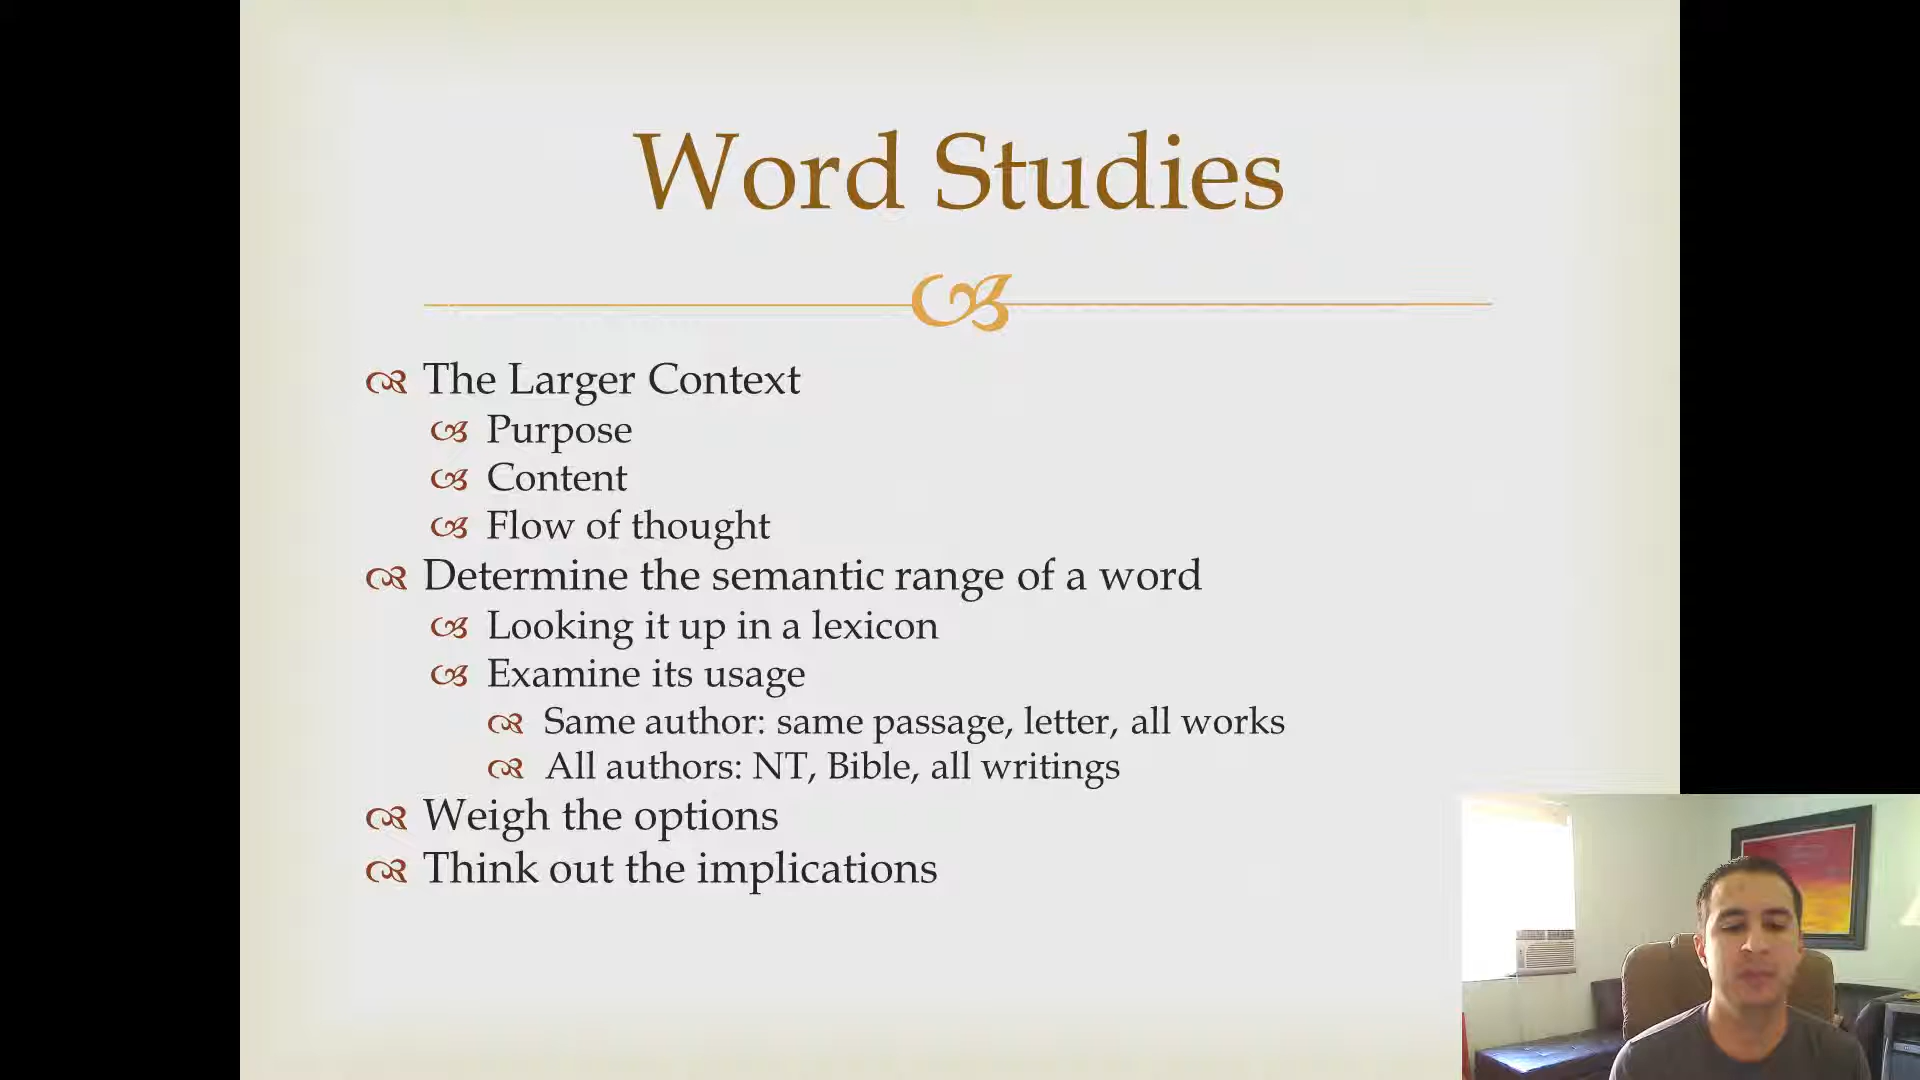 Word Studies
The Larger Context
Purpose
Content
Flow of thought
Determine the semantic range of a word
Looking it up in a lexicon
Examine its usage
Same author: same passage, letter, all works
All authors: NT, Bible, all writings
Weigh the options
Think out the implications